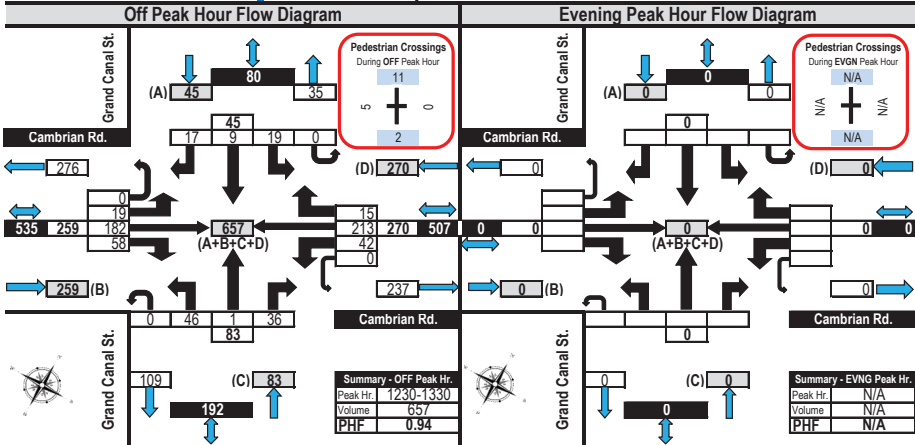 Off Peak Hour Flow Diagram
Grand Canal St.
80
(A) 45
35
Pedestrian Crossings
During OFF Peak Hour
11
5
0
2
45
17 9 19 0
Cambrian Rd.
276
(D) 270
0
19
182
58
535 259
657
(A+B+C+D)
15
213
42
0
270 507
259 (B)
237
0 46 1 36
83
Cambrian Rd.
Grand Canal St.
109
(C) 83
192
Summary - OFF Peak Hr.
Peak Hr. 1230-1330
Volume 657
PHF 0.94
Evening Peak Hour Flow Diagram
Grand Canal St.
0
(A) 0
0
Pedestrian Crossings
During EVGN Peak Hour
N/A
N/A
N/A
N/A
0
Cambrian Rd.
0
(D) 0
0 0
0
(A+B+C+D)
0 0
0 (B)
0
0
Cambrian Rd.
Grand Canal St.
0
(C) 0
0
Summary - EVNG Peak Hr.
Peak Hr. N/A
Volume N/A
PHF N/A